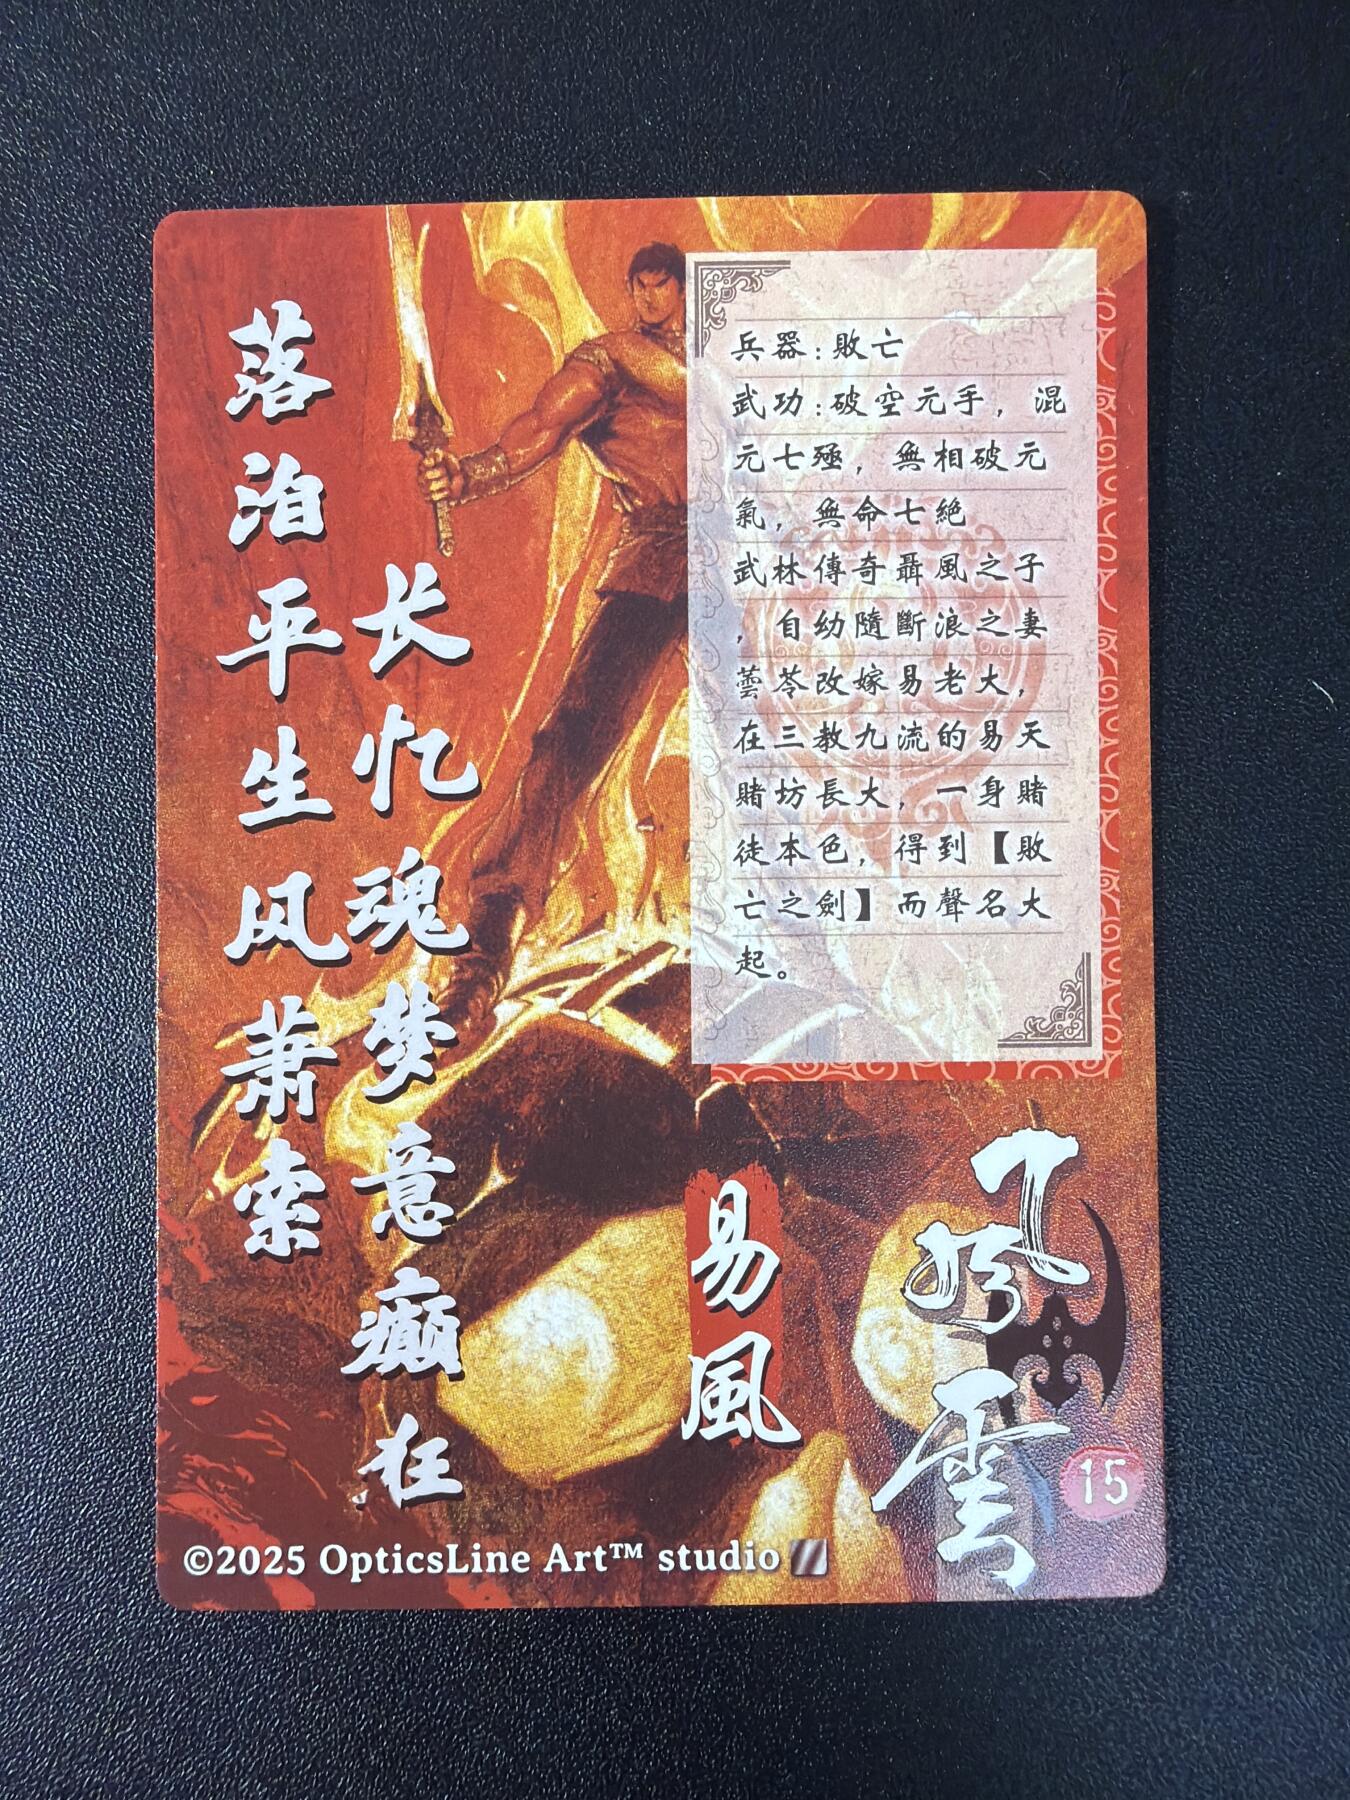 落泊平生风萧索
长忆魂梦意癫狂
兵器:敗亡
武功:破空元手，混
元七殛，無相破元
氣，無命七絶
武林傳奇聶風之子
，自幼隨斷浪之妻
蕓苓改嫁易老大，
在三教九流的易天
賭坊長大，一身賭
徒本色，得到【敗
亡之劍】而聲名大
起。
易風
風雲
15
©2025 OpticsLine Art™ studio